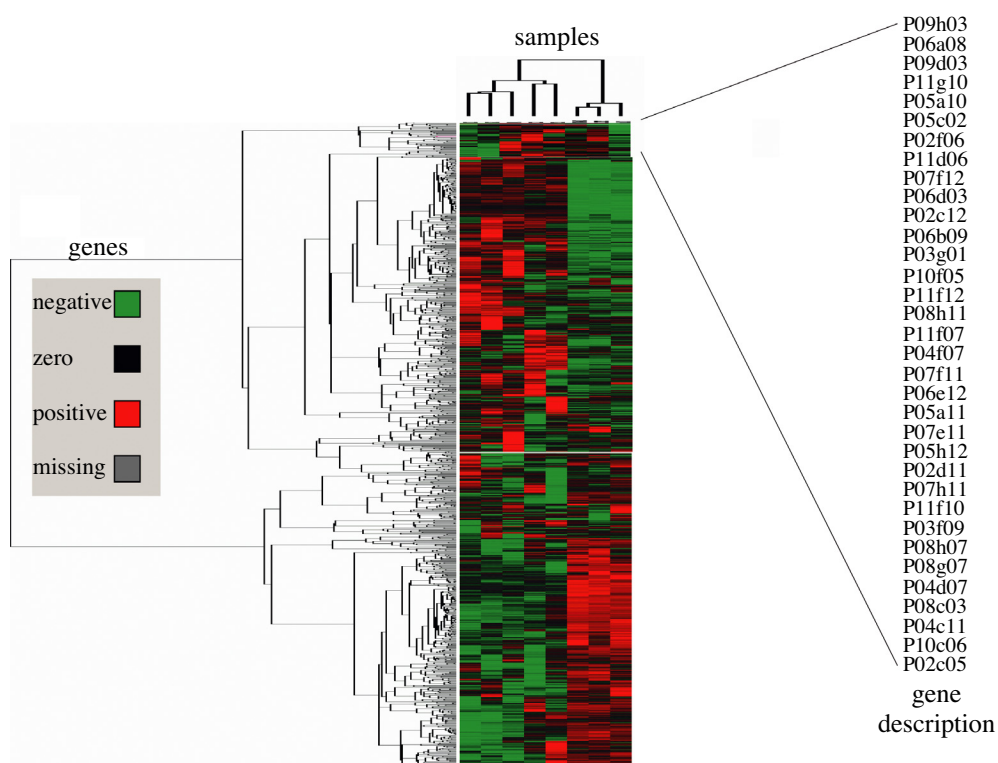 samples
genes
negative
zero
positive
missing
P09h03
P06a08
P09d03
P11g10
P05a10
P05c02
P02f06
P11d06
P07f12
P06d03
P02c12
P06b09
P03g01
P10f05
P11f12
P08h11
P11f07
P04f07
P07f11
P06e12
P05a11
P07e11
P05h12
P02d11
P07h11
P11f10
P03f09
P08h07
P08g07
P04d07
P08c03
P04c11
P10c06
P02c05
gene
description